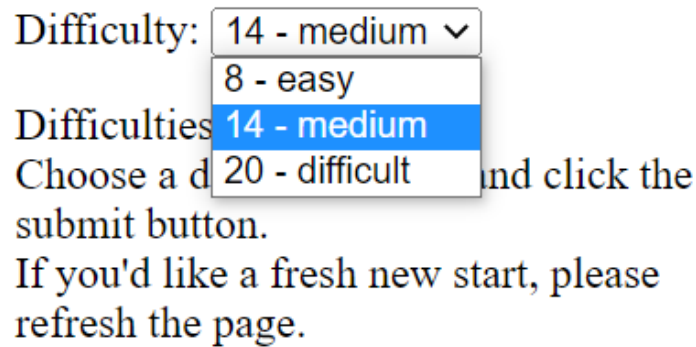 Difficulty: 14 - medium
8 - easy
14 - medium
20 - difficult
Difficulties
Choose a d nd click the
submit button.
If you'd like a fresh new start, please
refresh the page.